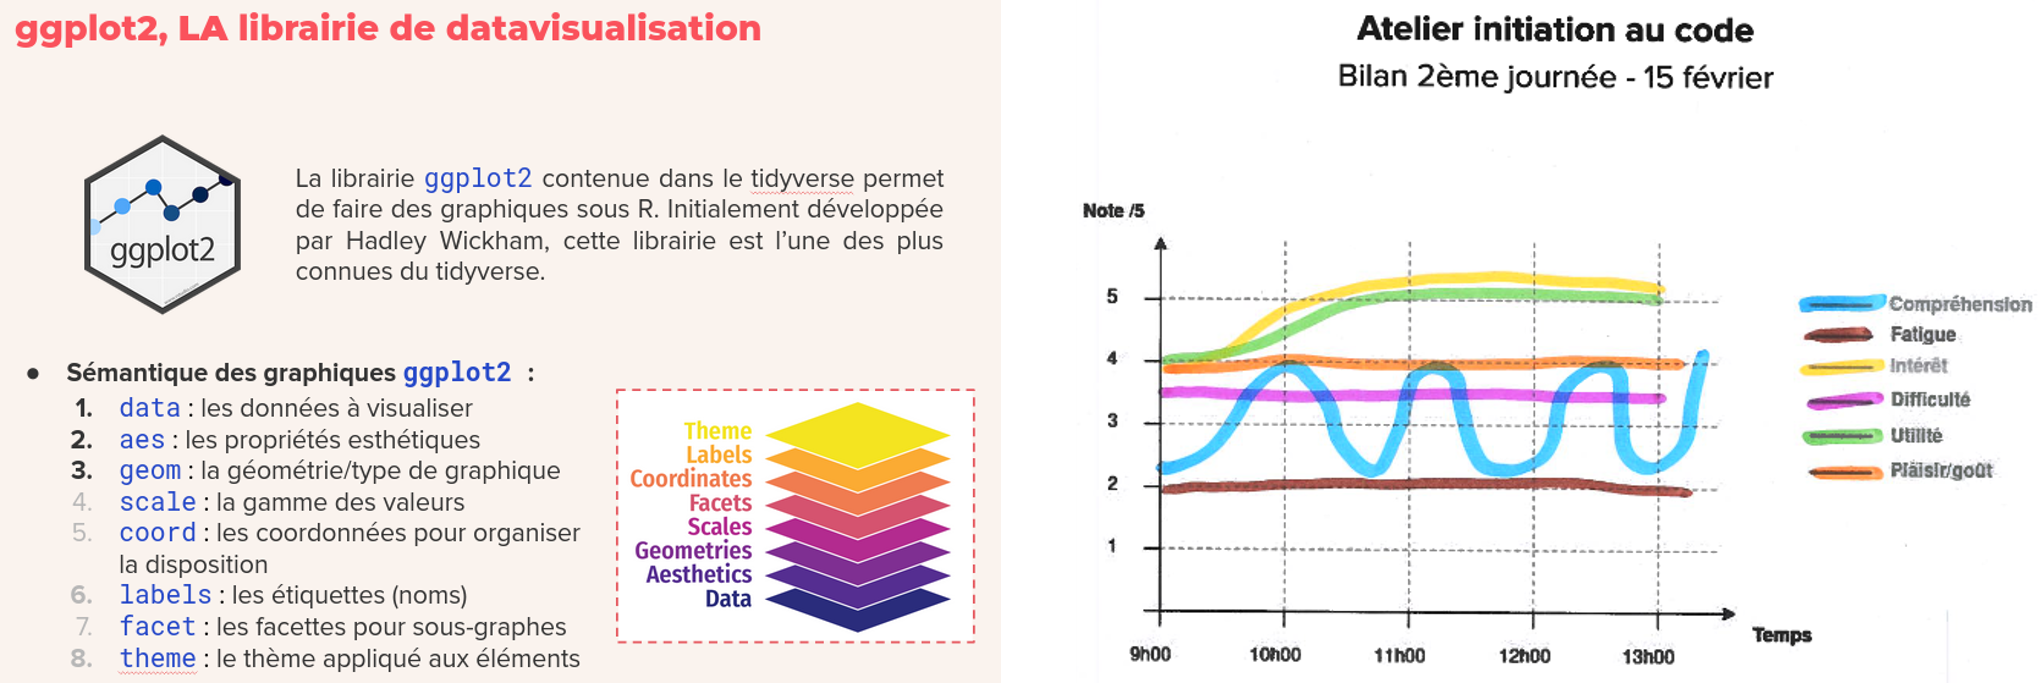 ggplot2, LA librairie de datavisualisation
ggplot2
La librairie ggplot2 contenue dans le tidyverse permet
de faire des graphiques sous R. Initialement développée
par Hadley Wickham, cette librairie est l’une des plus
connues du tidyverse.
● Sémantique des graphiques ggplot2 :
1. data : les données à visualiser
2. aes : les propriétés esthétiques
3. geom : la géométrie/type de graphique
4. scale : la gamme des valeurs
5. coord : les coordonnées pour organiser
la disposition
6. labels : les étiquettes (noms)
7. facet : les facettes pour sous-graphes
8. theme : le thème appliqué aux éléments
Theme
Labels
Coordinates
Facets
Scales
Geometries
Aesthetics
Data
Atelier initiation au code
Bilan 2ème journée - 15 février
Note /5
5
4
3
2
1
9h00 10h00 11h00 12h00 13h00
Temps
Compréhension
Fatigue
Intérêt
Difficulté
Utilité
Plaisir/goût